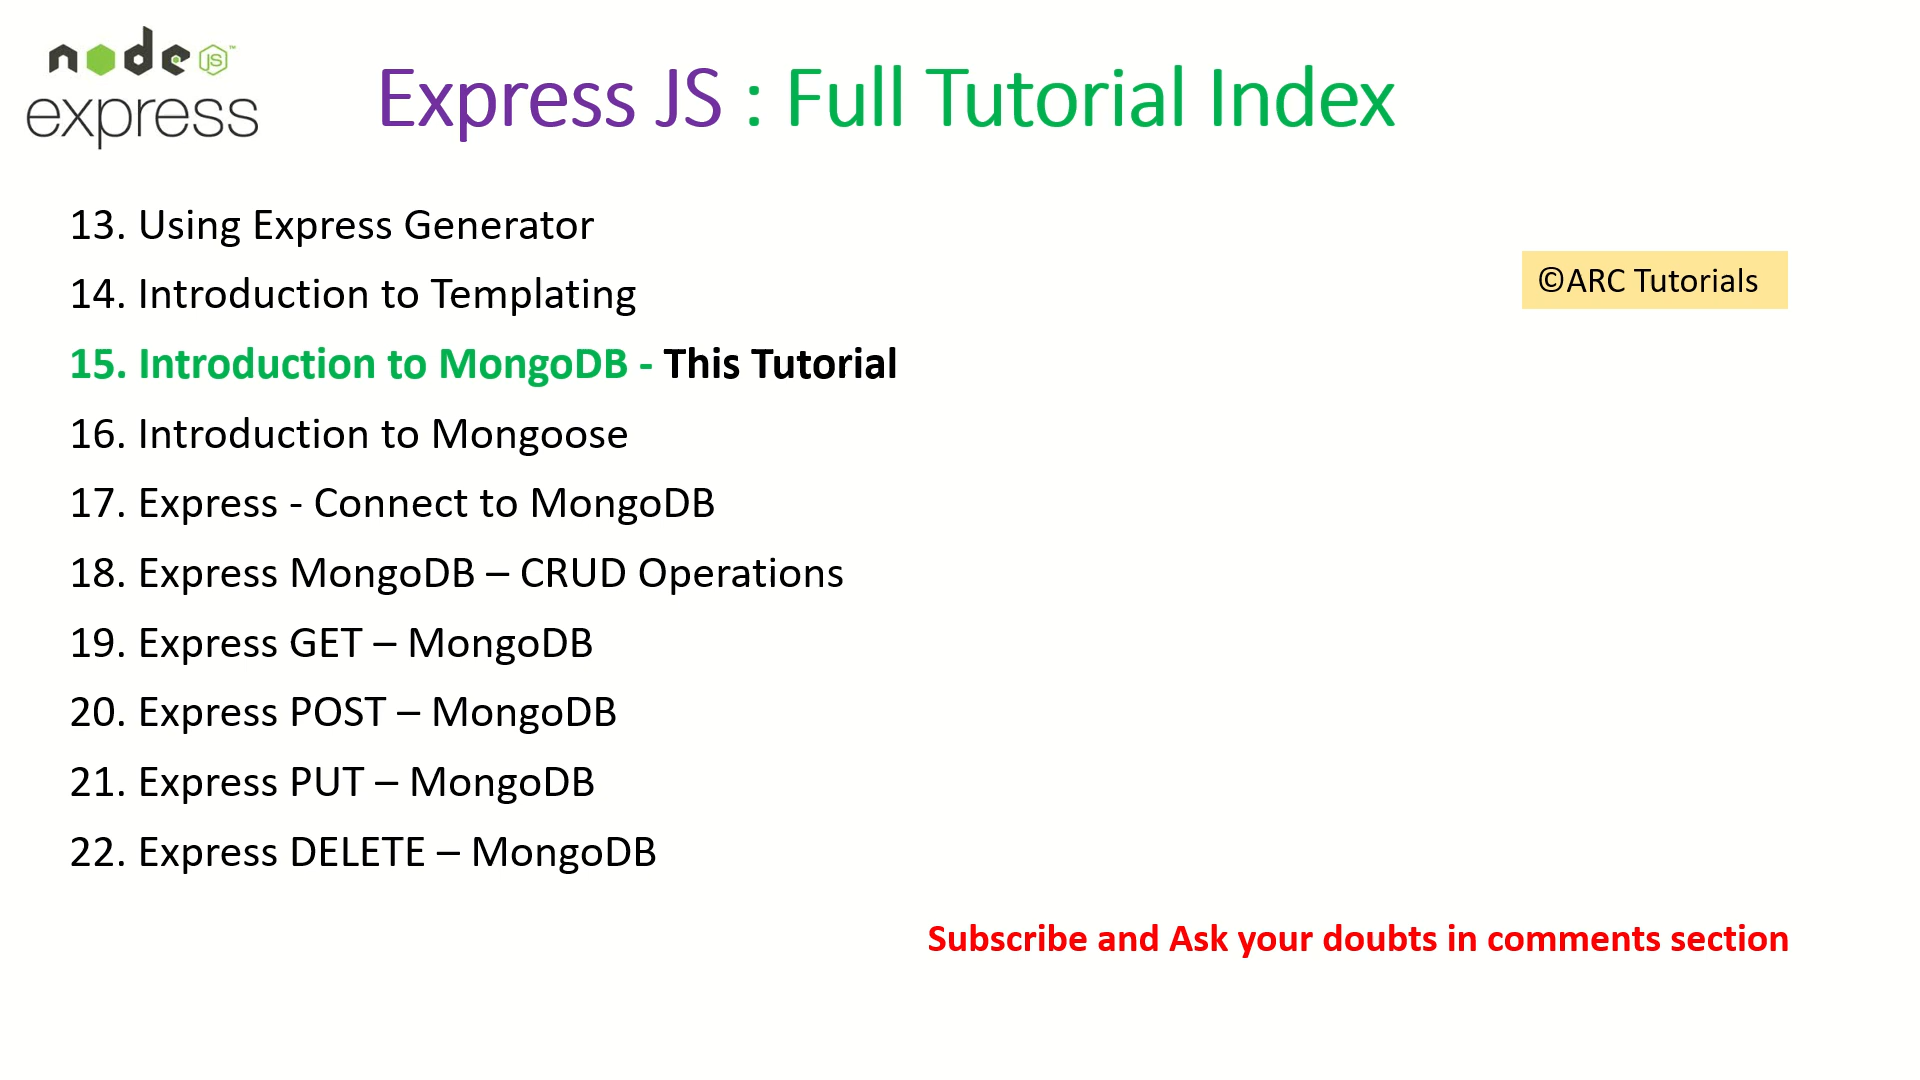 node JS™
express
Express JS : Full Tutorial Index
13. Using Express Generator
©ARC Tutorials
14. Introduction to Templating
15. Introduction to MongoDB - This Tutorial
16. Introduction to Mongoose
17. Express - Connect to MongoDB
18. Express MongoDB – CRUD Operations
19. Express GET – MongoDB
20. Express POST – MongoDB
21. Express PUT – MongoDB
22. Express DELETE – MongoDB
Subscribe and Ask your doubts in comments section